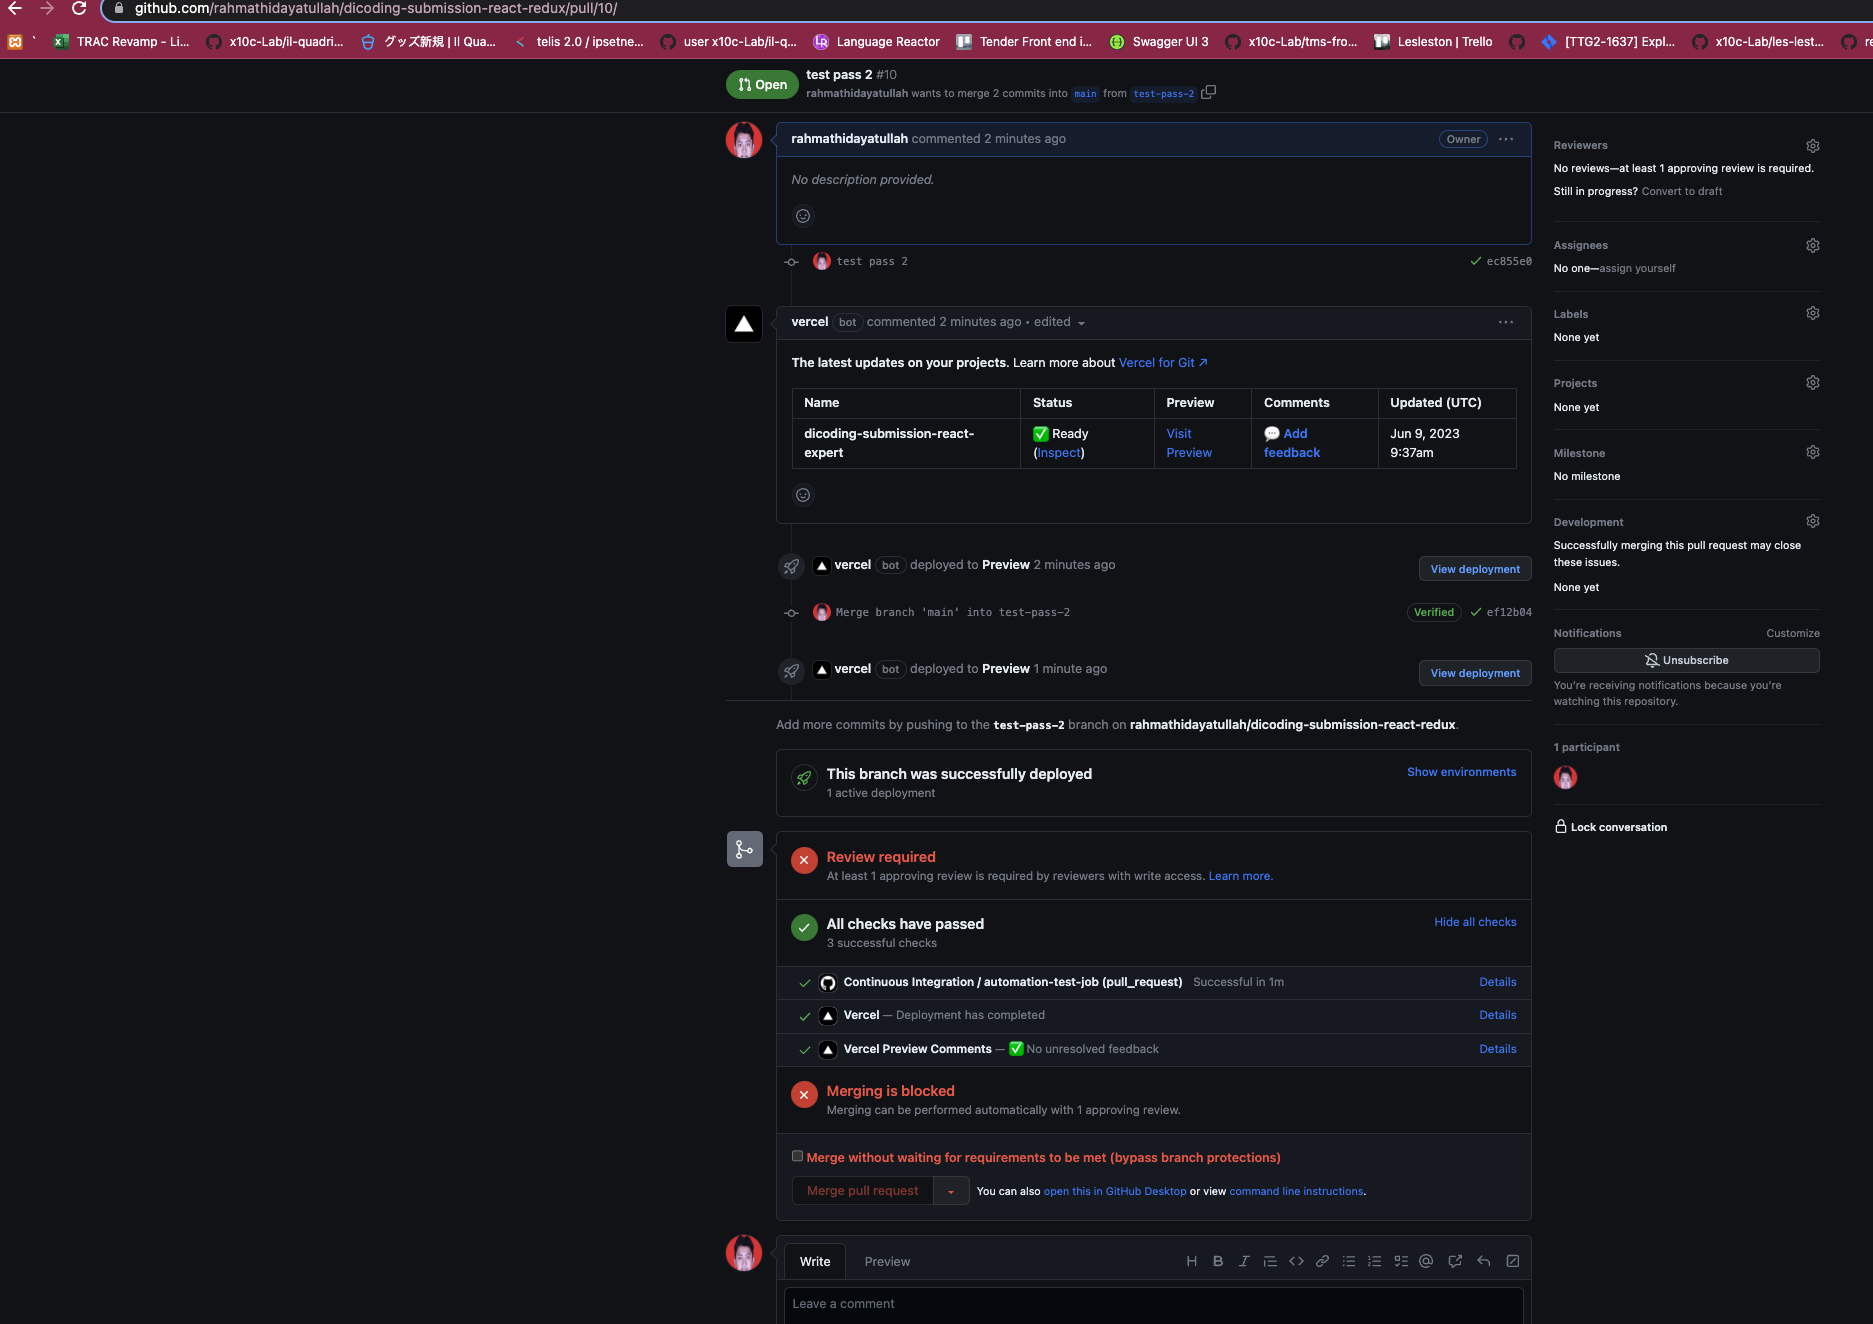 github.com/rahmathidayatullah/dicoding-submission-react-redux/pull/10/
TRAC Revamp - Li...
x10c-Lab/il-quadri...
グッズ新規 | Il Qua...
telis 2.0 / ipsetne...
user x10c-Lab/il-q...
Language Reactor
Tender Front end i...
Swagger UI 3
x10c-Lab/tms-fro...
Lesleston | Trello
[TTG2-1637] Expl...
x10c-Lab/les-lest...
re
Open
test pass 2 #10
rahmathidayatullah wants to merge 2 commits into main from test-pass-2
rahmathidayatullah commented 2 minutes ago
Owner
No description provided.
test pass 2
ec855e0
vercel bot commented 2 minutes ago • edited
The latest updates on your projects. Learn more about Vercel for Git ↗
Name Status Preview Comments Updated (UTC)
dicoding-submission-react-expert
✅ Ready (Inspect)
Visit Preview
💬 Add feedback
Jun 9, 2023 9:37am
vercel bot deployed to Preview 2 minutes ago
View deployment
Merge branch 'main' into test-pass-2
Verified
ef12b04
vercel bot deployed to Preview 1 minute ago
View deployment
Add more commits by pushing to the test-pass-2 branch on rahmathidayatullah/dicoding-submission-react-redux.
This branch was successfully deployed
1 active deployment
Show environments
Review required
At least 1 approving review is required by reviewers with write access. Learn more.
All checks have passed
3 successful checks
Hide all checks
Continuous Integration / automation-test-job (pull_request) Successful in 1m
Details
Vercel — Deployment has completed
Details
Vercel Preview Comments — ✅ No unresolved feedback
Details
Merging is blocked
Merging can be performed automatically with 1 approving review.
Merge without waiting for requirements to be met (bypass branch protections)
Merge pull request
You can also open this in GitHub Desktop or view command line instructions.
Write
Preview
Leave a comment
Reviewers
No reviews—at least 1 approving review is required.
Still in progress? Convert to draft
Assignees
No one—assign yourself
Labels
None yet
Projects
None yet
Milestone
No milestone
Development
Successfully merging this pull request may close
these issues.
None yet
Notifications
Customize
Unsubscribe
You're receiving notifications because you're
watching this repository.
1 participant
Lock conversation